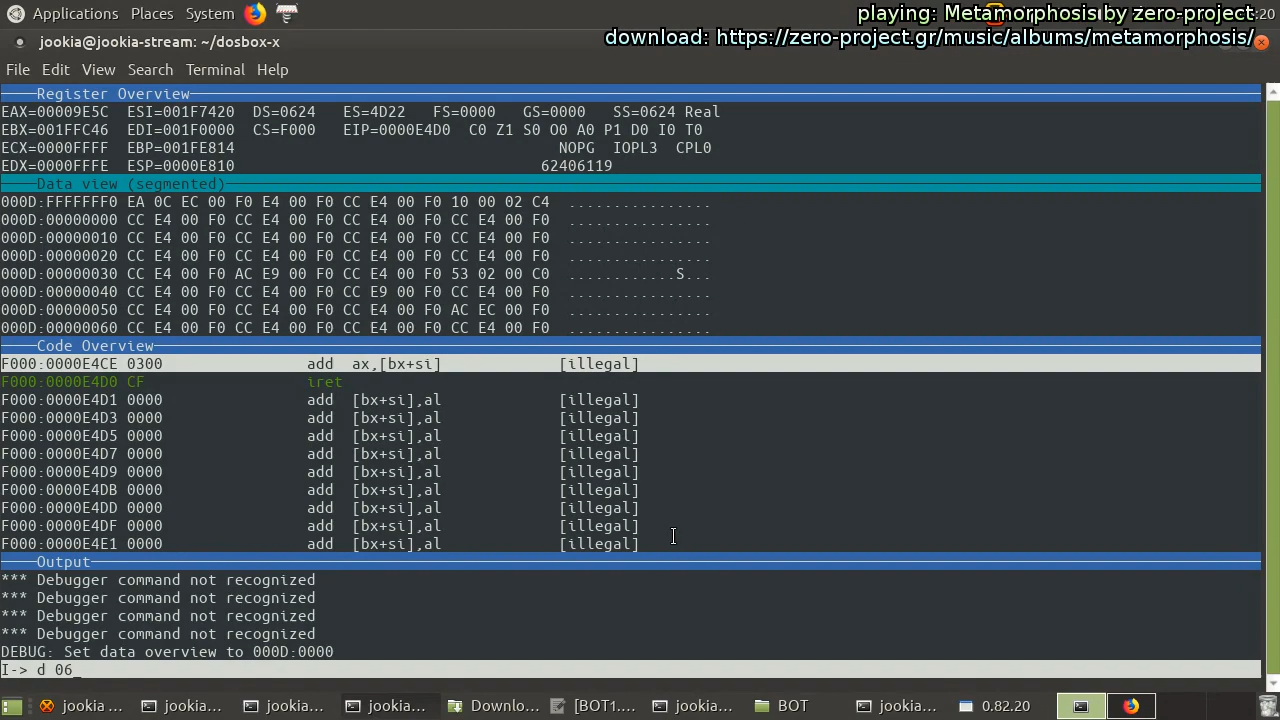 Applications Places System :20
playing: Metamorphosis by zero-project
jookia@jookia-stream: ~/dosbox-x
download: https://zero-project.gr/music/albums/metamorphosis/
File Edit View Search Terminal Help
Register Overview
EAX=00009E5C ESI=001F7420 DS=0624 ES=4D22 FS=0000 GS=0000 SS=0624 Real
EBX=001FFC46 EDI=001F0000 CS=F000 EIP=0000E4D0 C0 Z1 S0 O0 A0 P1 D0 I0 T0
ECX=0000FFFF EBP=001FE814 NOPG IOPL3 CPL0
EDX=0000FFFE ESP=0000E810 62406119
Data view (segmented)
000D:FFFFFFF0 EA 0C EC 00 F0 E4 00 F0 CC E4 00 F0 10 00 02 C4 ................
000D:00000000 CC E4 00 F0 CC E4 00 F0 CC E4 00 F0 CC E4 00 F0 ................
000D:00000010 CC E4 00 F0 CC E4 00 F0 CC E4 00 F0 CC E4 00 F0 ................
000D:00000020 CC E4 00 F0 CC E4 00 F0 CC E4 00 F0 CC E4 00 F0 ................
000D:00000030 CC E4 00 F0 AC E9 00 F0 CC E4 00 F0 53 02 00 C0 ............S...
000D:00000040 CC E4 00 F0 CC E4 00 F0 CC E9 00 F0 CC E4 00 F0 ................
000D:00000050 CC E4 00 F0 CC E4 00 F0 AC EC 00 F0 CC E4 00 F0 ................
000D:00000060 CC E4 00 F0 CC E4 00 F0 CC E4 00 F0 CC E4 00 F0 ................
Code Overview
F000:0000E4CE 0300 add ax,[bx+si] [illegal]
F000:0000E4D0 CF iret
F000:0000E4D1 0000 add [bx+si],al [illegal]
F000:0000E4D3 0000 add [bx+si],al [illegal]
F000:0000E4D5 0000 add [bx+si],al [illegal]
F000:0000E4D7 0000 add [bx+si],al [illegal]
F000:0000E4D9 0000 add [bx+si],al [illegal]
F000:0000E4DB 0000 add [bx+si],al [illegal]
F000:0000E4DD 0000 add [bx+si],al [illegal]
F000:0000E4DF 0000 add [bx+si],al [illegal]
F000:0000E4E1 0000 add [bx+si],al [illegal]
Output
*** Debugger command not recognized
*** Debugger command not recognized
*** Debugger command not recognized
*** Debugger command not recognized
DEBUG: Set data overview to 000D:0000
I-> d 06_
jookia ... jookia... jookia... jookia... Downlo... [BOT1.... jookia... BOT jookia... 0.82.20